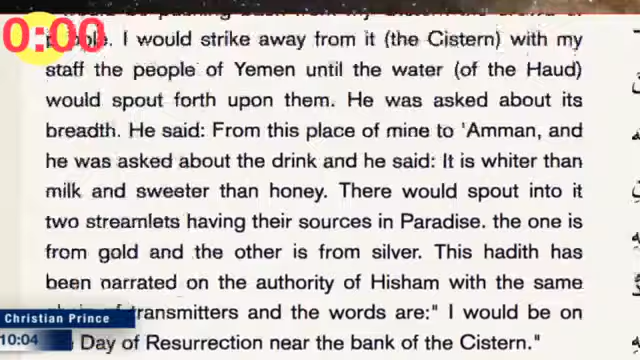 0:00
I would strike away from it (the Cistern) with my
staff the people of Yemen until the water (of the Haud)
would spout forth upon them. He was asked about its
breadth. He said: From this place of mine to 'Amman, and
he was asked about the drink and he said: It is whiter than
milk and sweeter than honey. There would spout into it
two streamlets having their sources in Paradise. the one is
from gold and the other is from silver. This hadith has
been narrated on the authority of Hisham with the same
transmitters and the words are:" I would be on
Day of Resurrection near the bank of the Cistern."
Christian Prince
10:04